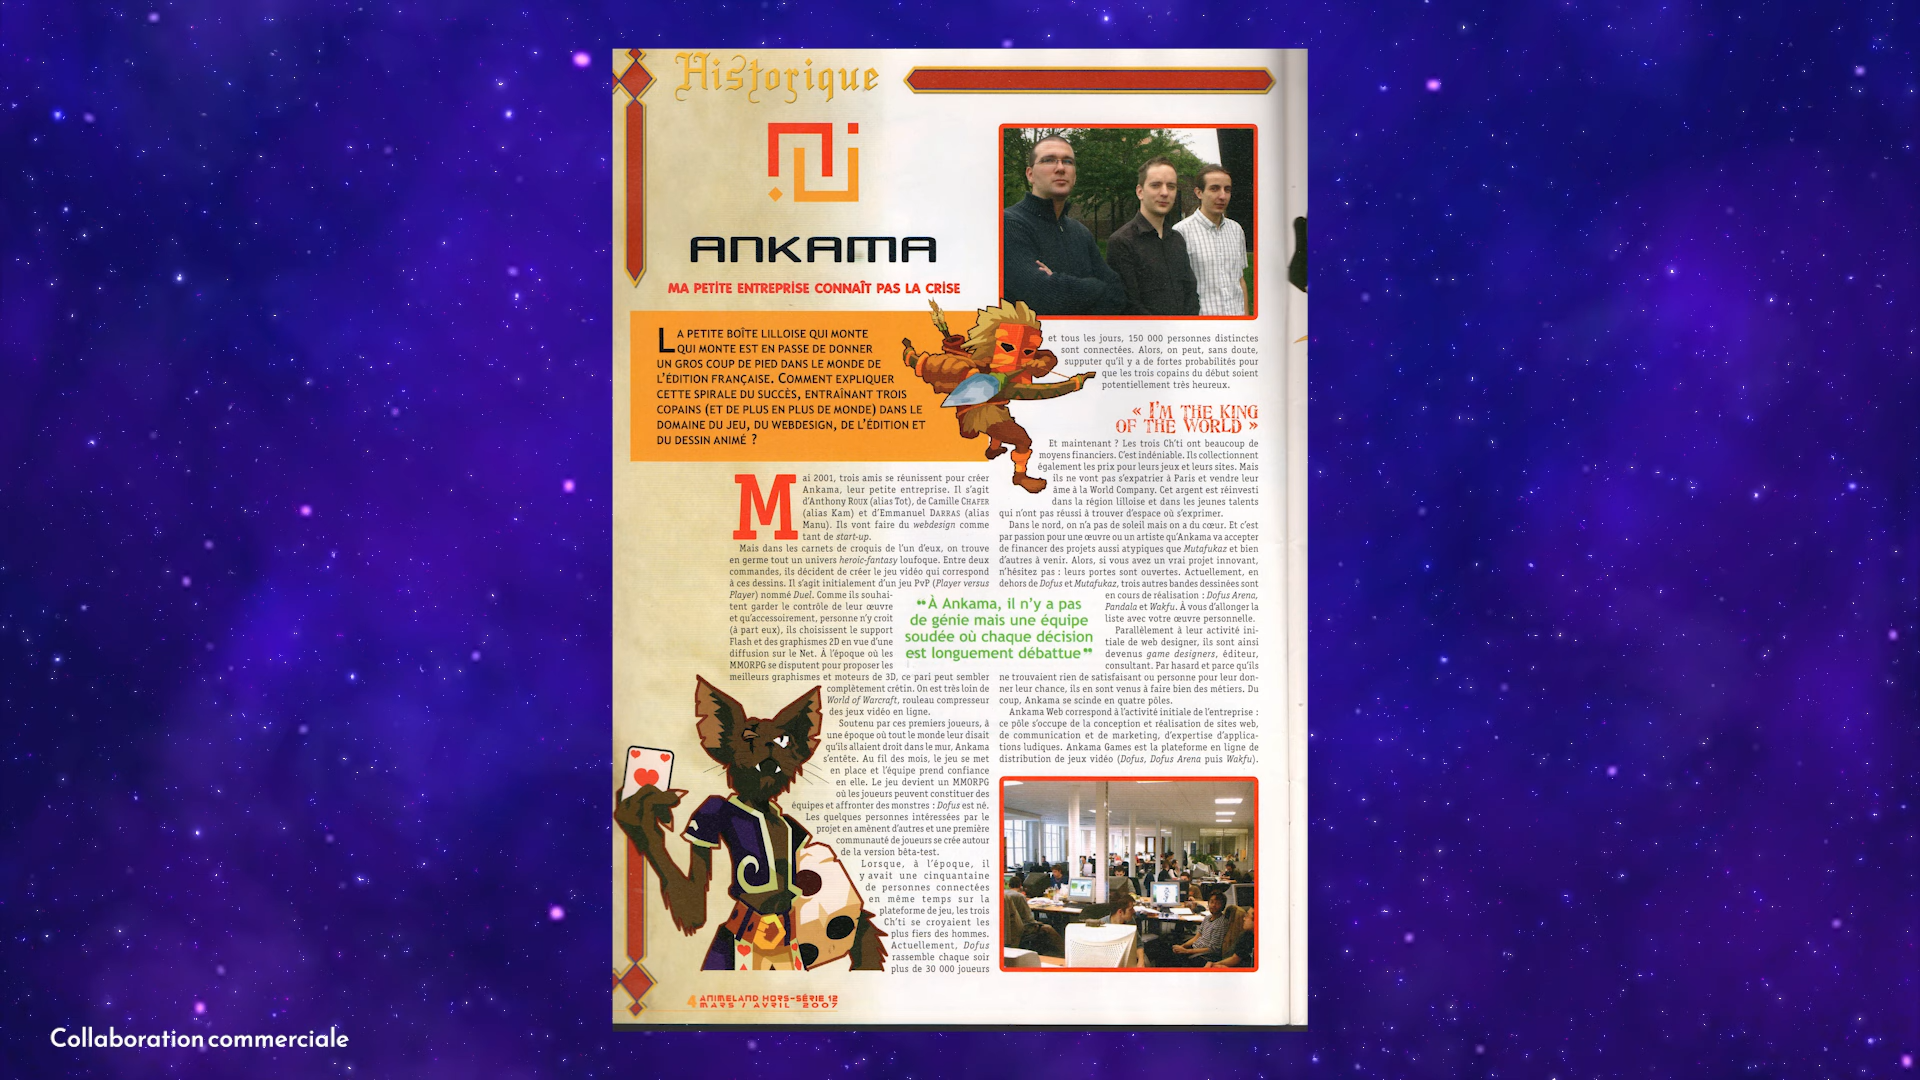 Historique
ANKAMA
MA PETITE ENTREPRISE CONNAÎT PAS LA CRISE
LA PETITE BOÎTE LILLOISE QUI MONTE
QUI MONTE EST EN PASSE DE DONNER
UN GROS COUP DE PIED DANS LE MONDE DE
L'ÉDITION FRANÇAISE. COMMENT EXPLIQUER
CETTE SPIRALE DU SUCCÈS, ENTRAÎNANT TROIS
COPAINS (ET DE PLUS EN PLUS DE MONDE) DANS LE
DOMAINE DU JEU, DU WEBDESIGN, DE L'ÉDITION ET
DU DESSIN ANIMÉ ?
Mai 2001, trois amis se réunissent pour créer
Ankama, leur petite entreprise. Il s'agit
d'Anthony ROUX (alias Tot), de Camille CHAFER
(alias Kam) et d'Emmanuel DARRAS (alias
Manu). Ils vont faire du webdesign comme
tant de start-up.
Mais dans les carnets de croquis de l'un d'eux, on trouve
en germe tout un univers heroic-fantasy loufoque. Entre deux
commandes, ils décident de créer le jeu vidéo qui correspond
à ces dessins. Il s'agit initialement d'un jeu PvP (Player versus
Player) nommé Duel. Comme ils souhai-
tent garder le contrôle de leur œuvre
et qu'accessoirement, personne n'y croit
(à part eux), ils choisissent le support
Flash et des graphismes 2D en vue d'une
diffusion sur le Net. À l'époque où les
MMORPG se disputent pour proposer les
meilleurs graphismes et moteurs de 3D, ce pari peut sembler
complètement crétin. On est très loin de
World of Warcraft, rouleau compresseur
des jeux vidéo en ligne.
Soutenu par ces premiers joueurs, à
une époque où tout le monde leur disait
qu'ils allaient droit dans le mur, Ankama
s'entête. Au fil des mois, le jeu se met
en place et l'équipe prend confiance
en elle. Le jeu devient un MMORPG
où les joueurs peuvent constituer des
équipes et affronter des monstres : Dofus est né.
Les quelques personnes intéressées par le
projet en amènent d'autres et une première
communauté de joueurs se crée autour
de la version bêta-test.
Lorsque, à l'époque, il
y avait une cinquantaine
de personnes connectées
en même temps sur la
plateforme de jeu, les trois
Ch'ti se croyaient les
plus fiers des hommes.
Actuellement, Dofus
rassemble chaque soir
plus de 30 000 joueurs
“À Ankama, il n'y a pas
de génie mais une équipe
soudée où chaque décision
est longuement débattue”
et tous les jours, 150 000 personnes distinctes
sont connectées. Alors, on peut, sans doute,
supputer qu'il y a de fortes probabilités pour
que les trois copains du début soient
potentiellement très heureux.
« I'M THE KING
OF THE WORLD »
Et maintenant ? Les trois Ch'ti ont beaucoup de
moyens financiers. C'est indéniable. Ils collectionnent
également les prix pour leurs jeux et leurs sites. Mais
ils ne vont pas s'expatrier à Paris et vendre leur
âme à la World Company. Cet argent est réinvesti
dans la région lilloise et dans les jeunes talents
qui n'ont pas réussi à trouver d'espace où s'exprimer.
Dans le nord, on n'a pas de soleil mais on a du cœur. Et c'est
par passion pour une œuvre ou un artiste qu'Ankama va accepter
de financer des projets aussi atypiques que Mutafukaz et bien
d'autres à venir. Alors, si vous avez un vrai projet innovant,
n'hésitez pas : leurs portes sont ouvertes. Actuellement, en
dehors de Dofus et Mutafukaz, trois autres bandes dessinées sont
en cours de réalisation : Dofus Arena,
Pandala et Wakfu. À vous d'allonger la
liste avec votre œuvre personnelle.
Parallèlement à leur activité ini-
tiale de web designer, ils sont ainsi
devenus game designers, éditeur,
consultant. Par hasard et parce qu'ils
ne trouvaient rien de satisfaisant ou personne pour leur don-
ner leur chance, ils en sont venus à faire bien des métiers. Du
coup, Ankama se scinde en quatre pôles.
Ankama Web correspond à l'activité initiale de l'entreprise :
ce pôle s'occupe de la conception et réalisation de sites web,
de communication et de marketing, d'expertise d'applica-
tions ludiques. Ankama Games est la plateforme en ligne de
distribution de jeux vidéo (Dofus, Dofus Arena puis Wakfu).
4 ANIMELAND HORS-SÉRIE 12
MARS / AVRIL 2007
Collaboration commerciale